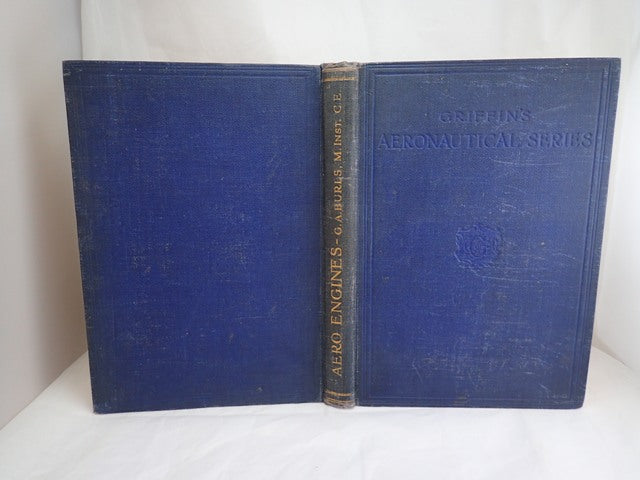 AERO ENGINES - G. A. BURLS, M. INST. C. E.
GRIFFIN'S
AERONAUTICAL SERIES